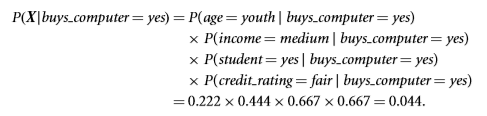 P(X|buys_computer = yes) = P(age = youth | buys_computer = yes)
× P(income = medium | buys_computer = yes)
× P(student = yes | buys_computer = yes)
× P(credit_rating = fair | buys_computer = yes)
= 0.222 × 0.444 × 0.667 × 0.667 = 0.044.